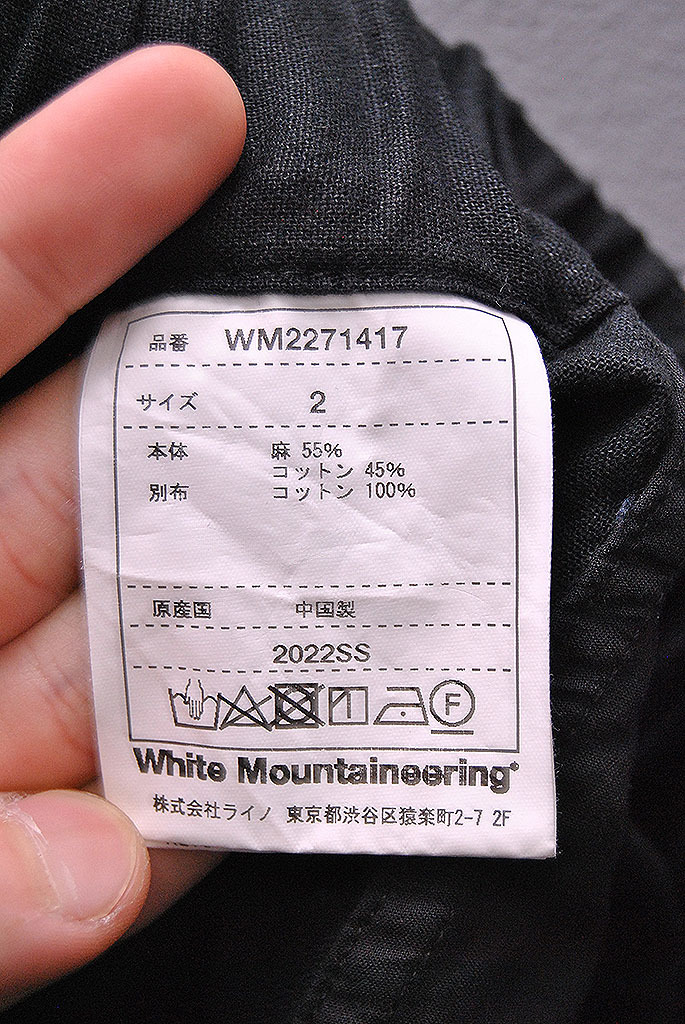 品番 WM2271417
サイズ 2
本体 麻 55%
コットン 45%
別布 コットン 100%
原産国 中国製
2022SS
F
White Mountaineering
株式会社ライノ 東京都渋谷区猿楽町2-7 2F